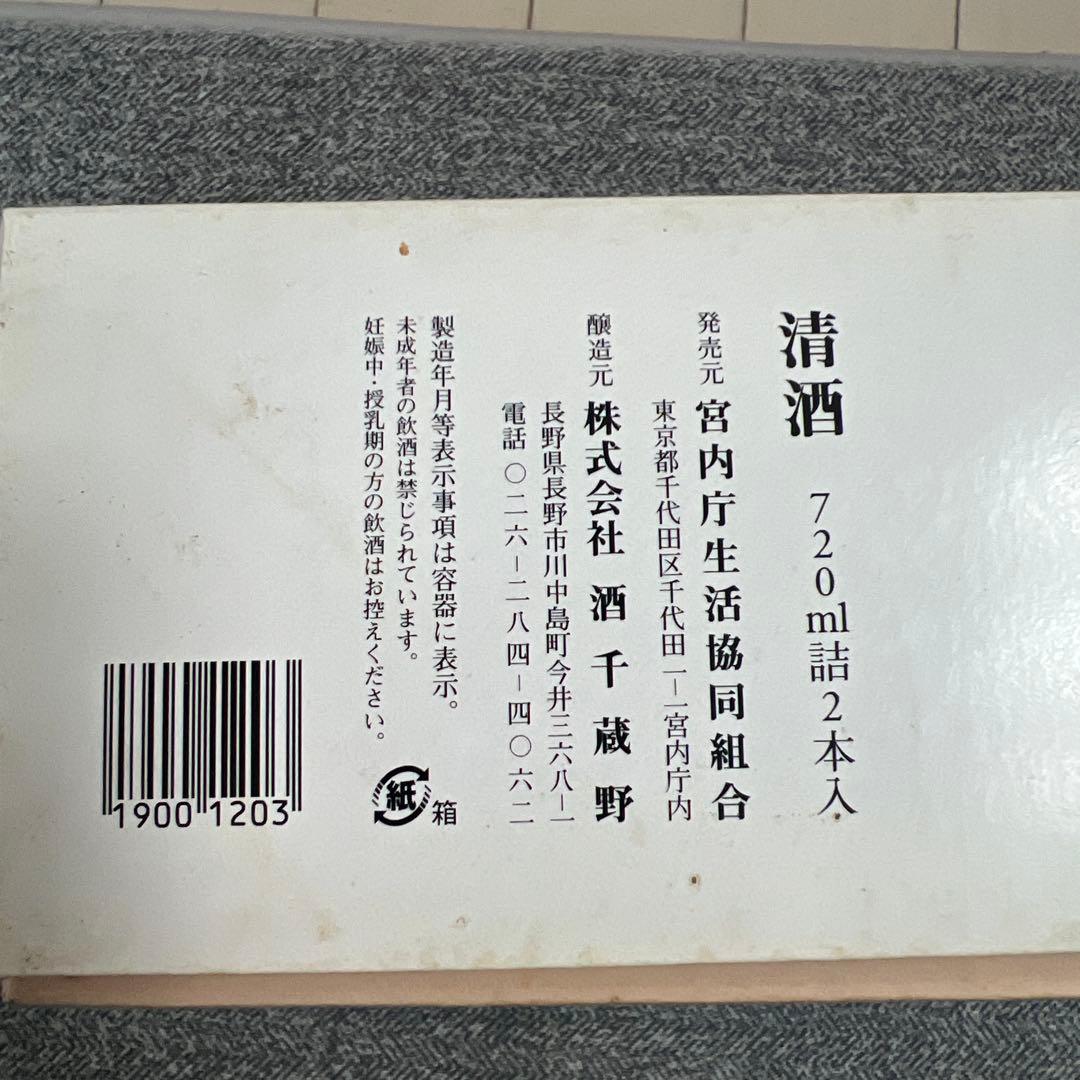 清酒 720ml詰2本入
発売元 宮内庁生活協同組合
東京都千代田区千代田一−一宮内庁内
醸造元 株式会社 酒千蔵野
長野県長野市川中島町今井三六八−一
電話 〇二六−二八四−四〇六二
製造年月等表示事項は容器に表示。
未成年者の飲酒は禁じられています。
妊娠中・授乳期の方の飲酒はお控えください。
紙 箱
1900 1203